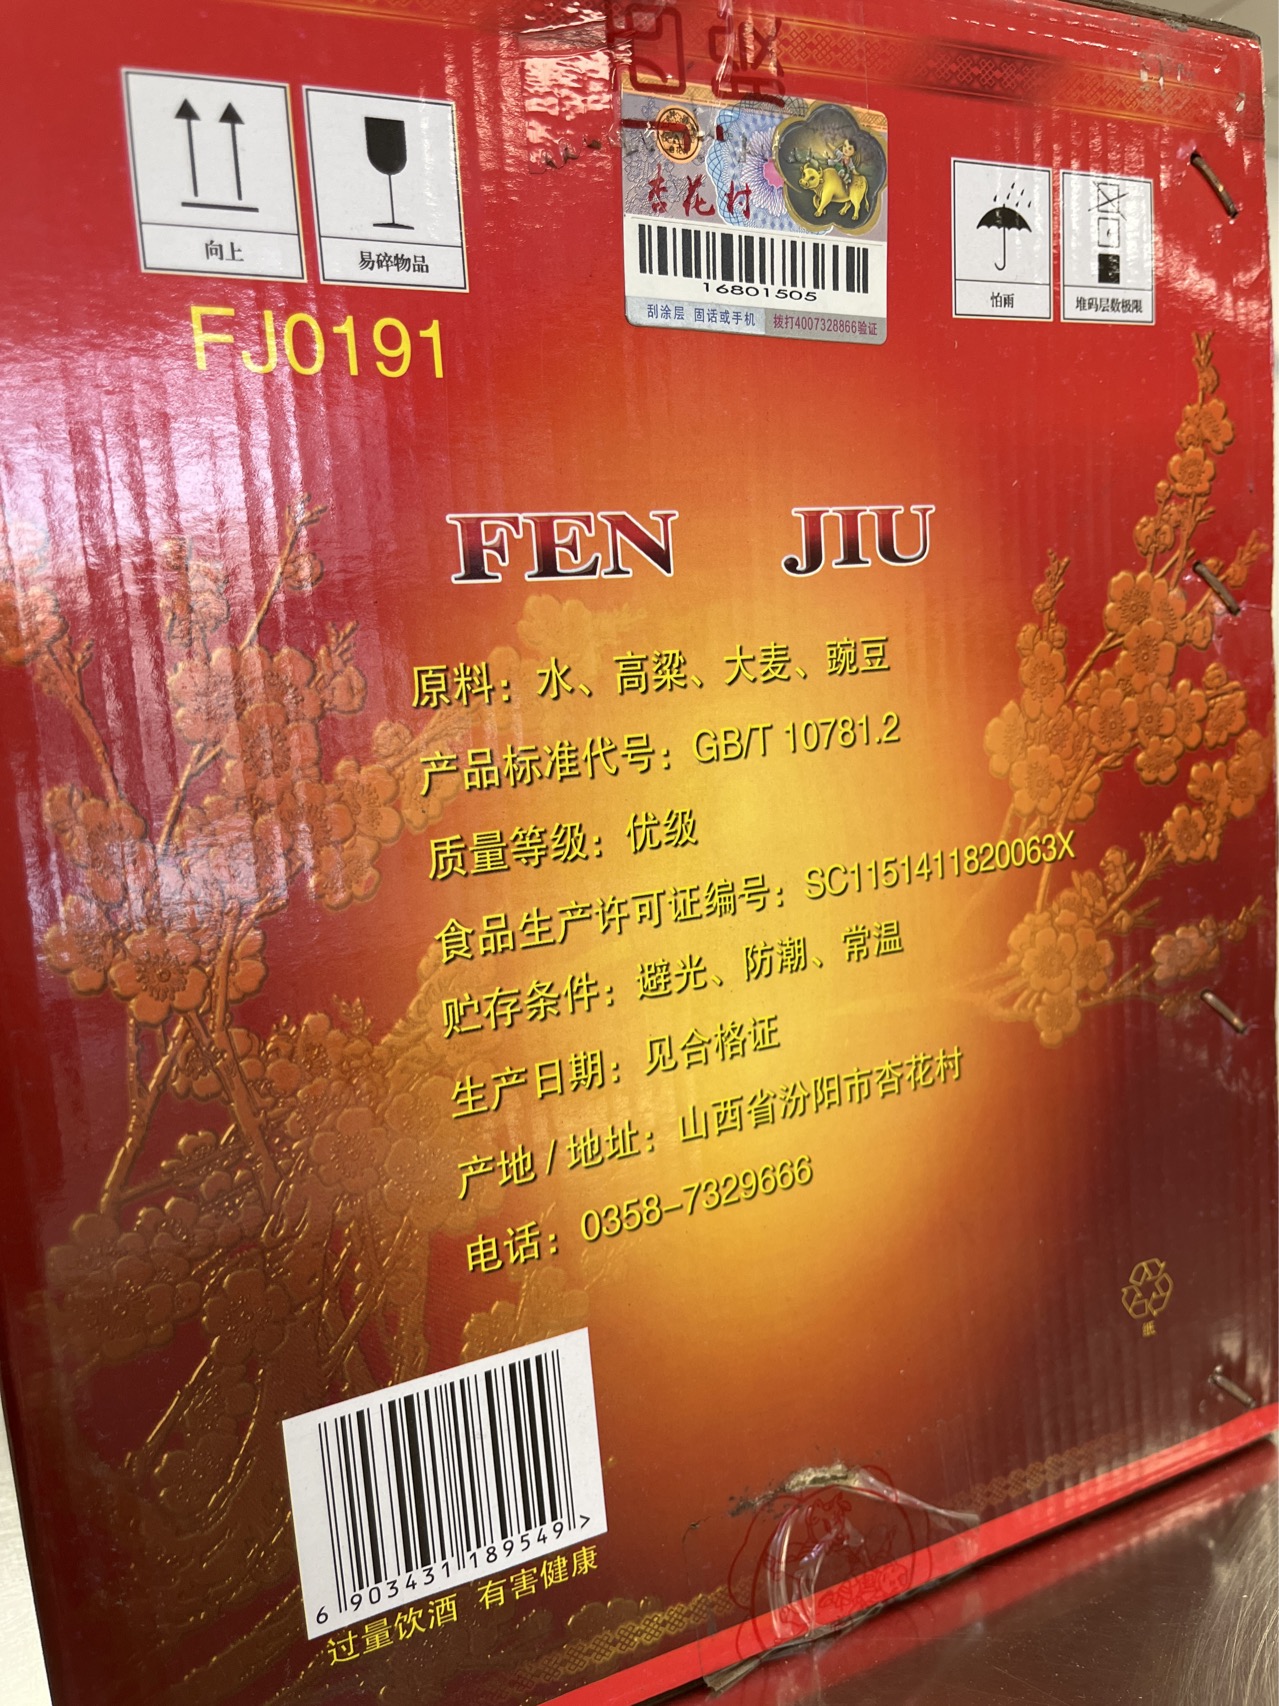 向上
易碎物品
杏花村
16801505
刮涂层 固话或手机 拨打4007328866验证
怕雨
堆码层数极限
FJ0191
FEN JIU
原料：水、高粱、大麦、豌豆
产品标准代号：GB/T 10781.2
质量等级：优级
食品生产许可证编号：SC11514118200​63X
贮存条件：避光、防潮、常温
生产日期：见合格证
产地/地址：山西省汾阳市杏花村
电话：0358-7329666
纸
6 903431 189549 >
过量饮酒 有害健康